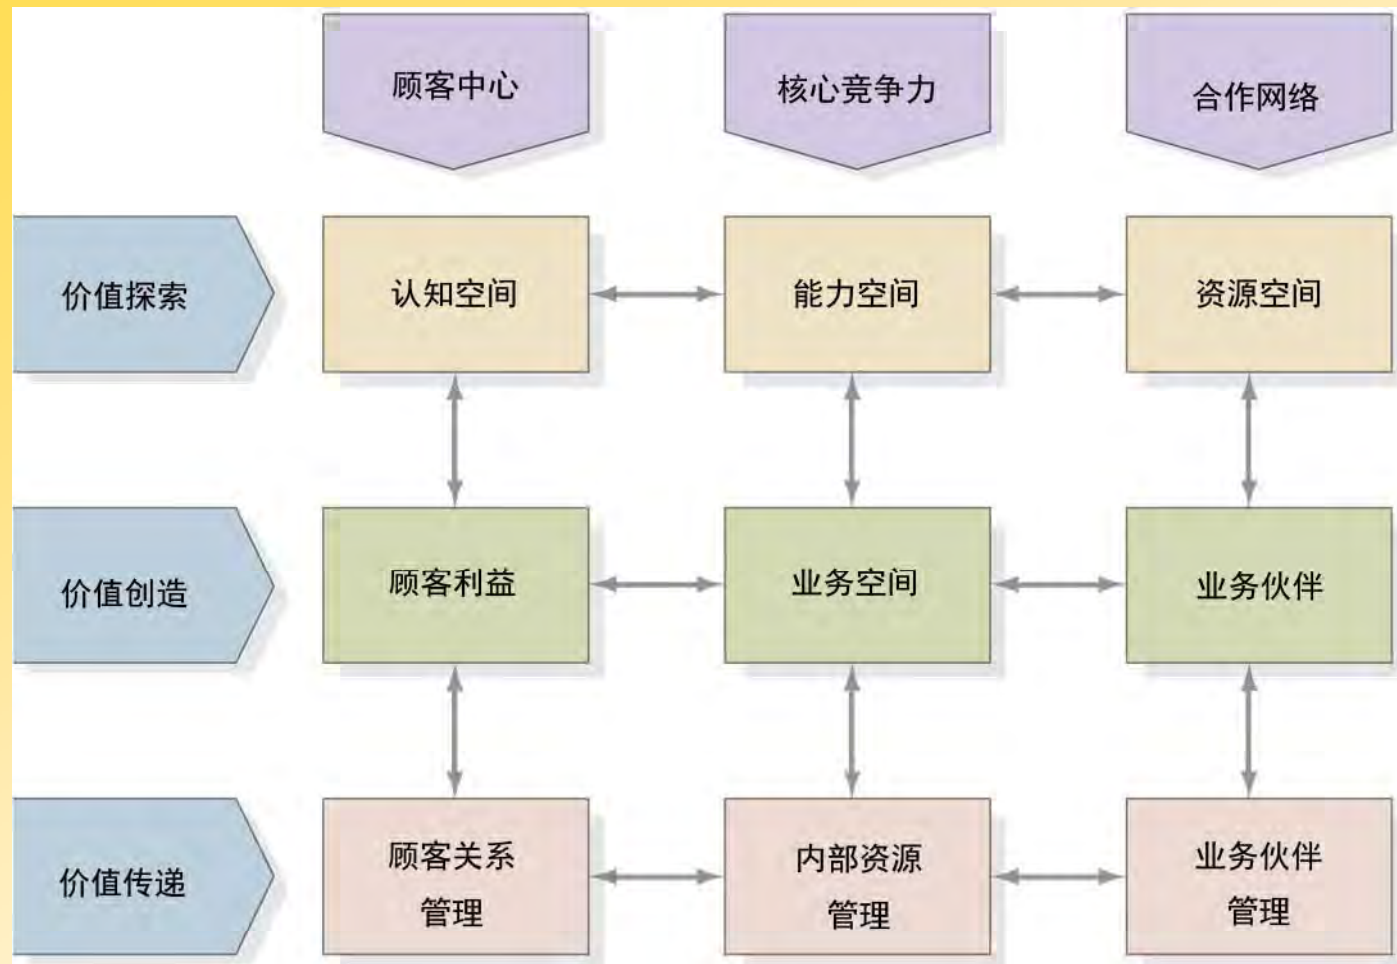 顾客中心
核心竞争力
合作网络
价值探索
认知空间
能力空间
资源空间
价值创造
顾客利益
业务空间
业务伙伴
价值传递
顾客关系
管理
内部资源
管理
业务伙伴
管理